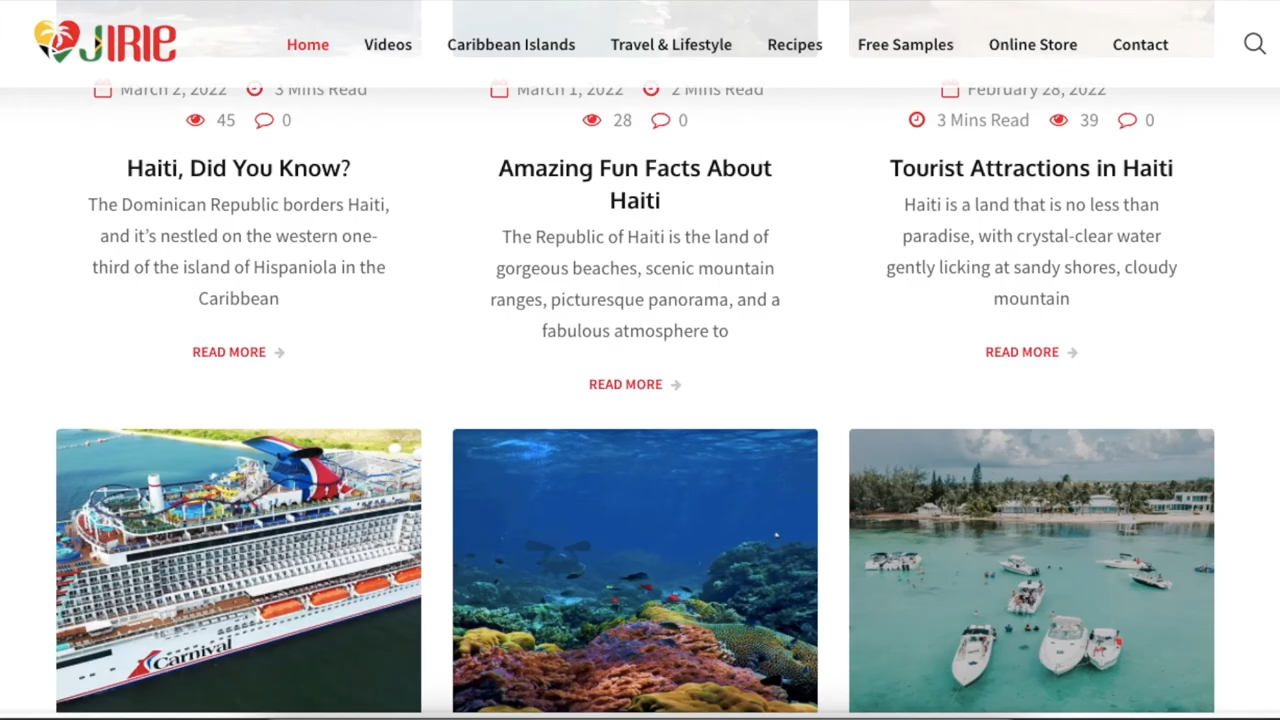 JIRIE
Home Videos Caribbean Islands Travel & Lifestyle Recipes Free Samples Online Store Contact
March 2, 2022 3 Mins Read
45 0
Haiti, Did You Know?
The Dominican Republic borders Haiti,
and it’s nestled on the western one-
third of the island of Hispaniola in the
Caribbean
READ MORE
March 1, 2022 2 Mins Read
28 0
Amazing Fun Facts About
Haiti
The Republic of Haiti is the land of
gorgeous beaches, scenic mountain
ranges, picturesque panorama, and a
fabulous atmosphere to
READ MORE
February 28, 2022
3 Mins Read 39 0
Tourist Attractions in Haiti
Haiti is a land that is no less than
paradise, with crystal-clear water
gently licking at sandy shores, cloudy
mountain
READ MORE
Carnival